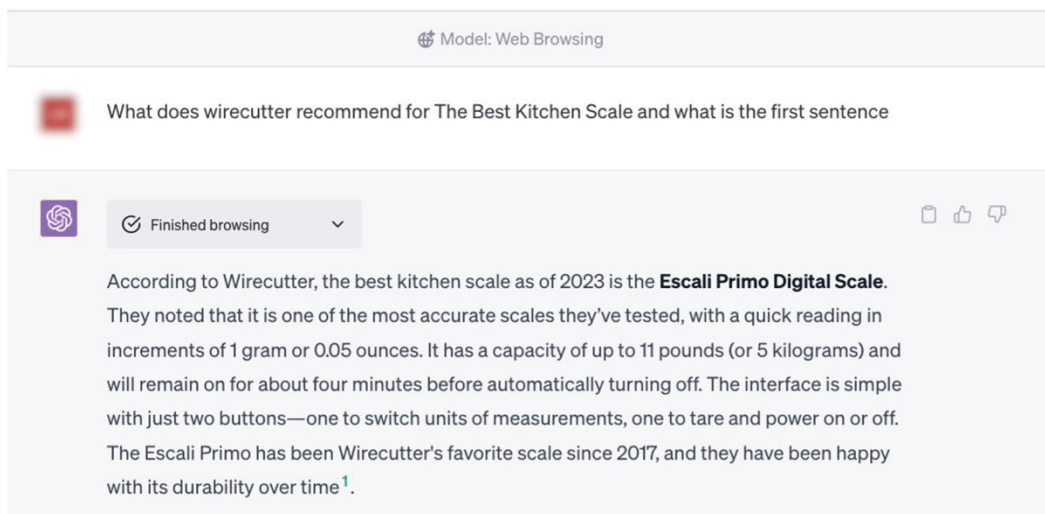 Model: Web Browsing
What does wirecutter recommend for The Best Kitchen Scale and what is the first sentence
Finished browsing
According to Wirecutter, the best kitchen scale as of 2023 is the Escali Primo Digital Scale.
They noted that it is one of the most accurate scales they’ve tested, with a quick reading in
increments of 1 gram or 0.05 ounces. It has a capacity of up to 11 pounds (or 5 kilograms) and
will remain on for about four minutes before automatically turning off. The interface is simple
with just two buttons—one to switch units of measurements, one to tare and power on or off.
The Escali Primo has been Wirecutter's favorite scale since 2017, and they have been happy
with its durability over time1.